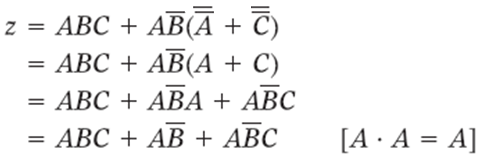 z = ABC + AB̅(A̿ + C̿)
= ABC + AB̅(A + C)
= ABC + AB̅A + AB̅C
= ABC + AB̅ + AB̅C [A · A = A]